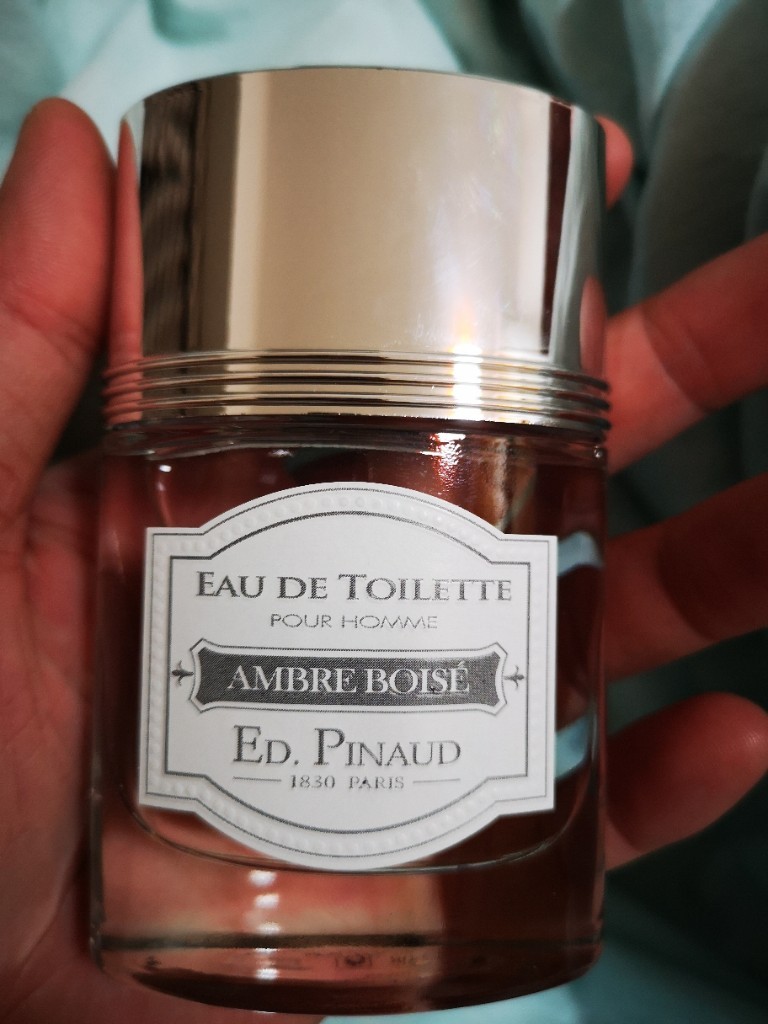 EAU DE TOILETTE
POUR HOMME
AMBRE BOISÉ
ED. PINAUD
1830 PARIS